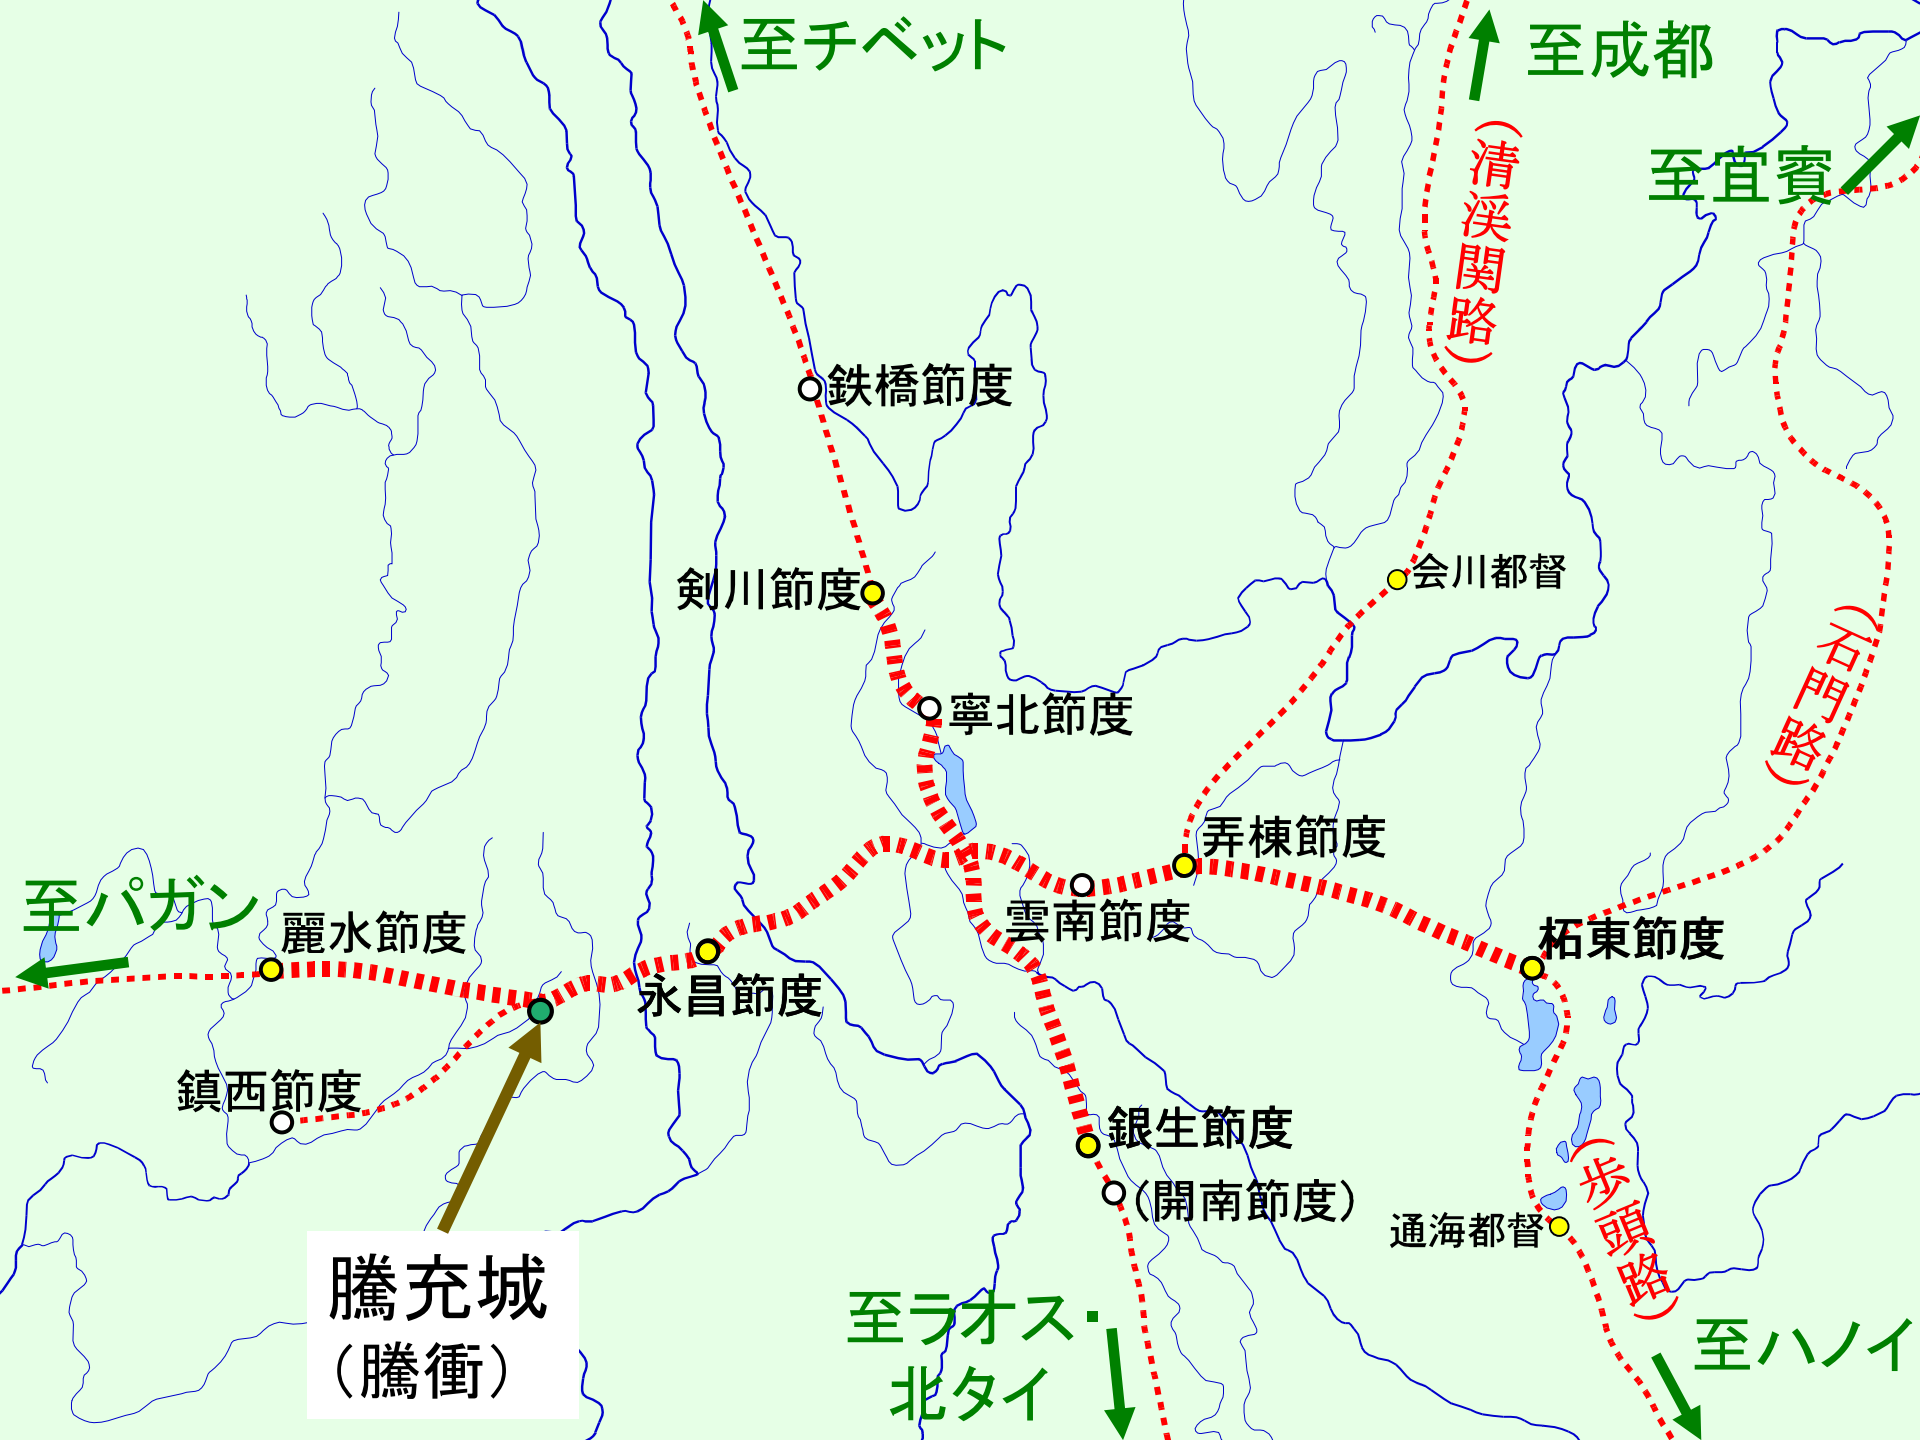 至チベット
至成都
(清渓関路)
至宜賓
鉄橋節度
剣川節度
会川都督
(石門路)
寧北節度
弄棟節度
至パガン
麗水節度
雲南節度
柘東節度
永昌節度
鎮西節度
銀生節度
(開南節度)
通海都督
(歩頭路)
騰充城
(騰衝)
至ラオス・
北タイ
至ハノイ